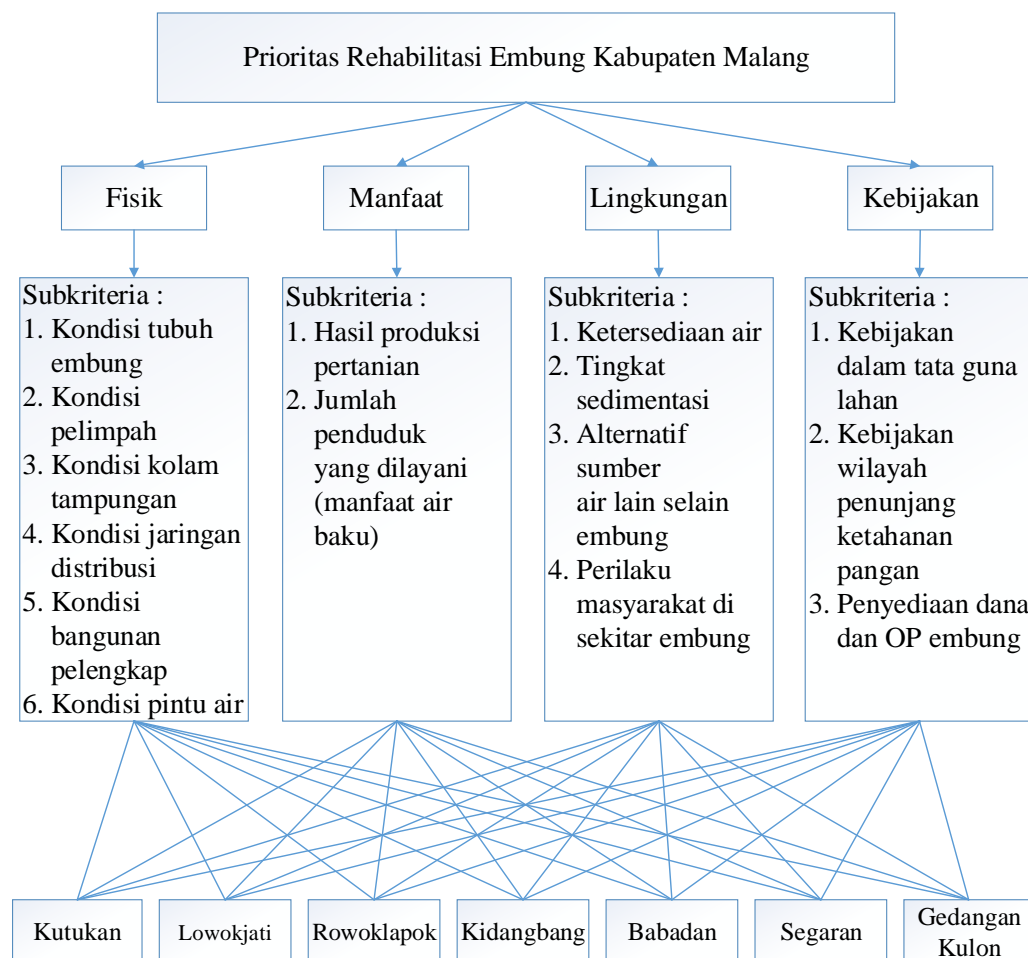 Prioritas Rehabilitasi Embung Kabupaten Malang
Fisik
Manfaat
Lingkungan
Kebijakan
Subkriteria :
1. Kondisi tubuh
embung
2. Kondisi
pelimpah
3. Kondisi kolam
tampungan
4. Kondisi jaringan
distribusi
5. Kondisi
bangunan
pelengkap
6. Kondisi pintu air
Subkriteria :
1. Hasil produksi
pertanian
2. Jumlah
penduduk
yang dilayani
(manfaat air
baku)
Subkriteria :
1. Ketersediaan air
2. Tingkat
sedimentasi
3. Alternatif
sumber
air lain selain
embung
4. Perilaku
masyarakat di
sekitar embung
Subkriteria :
1. Kebijakan
dalam tata guna
lahan
2. Kebijakan
wilayah
penunjang
ketahanan
pangan
3. Penyediaan dana
dan OP embung
Kutukan
Lowokjati
Rowoklapok
Kidangbang
Babadan
Segaran
Gedangan
Kulon